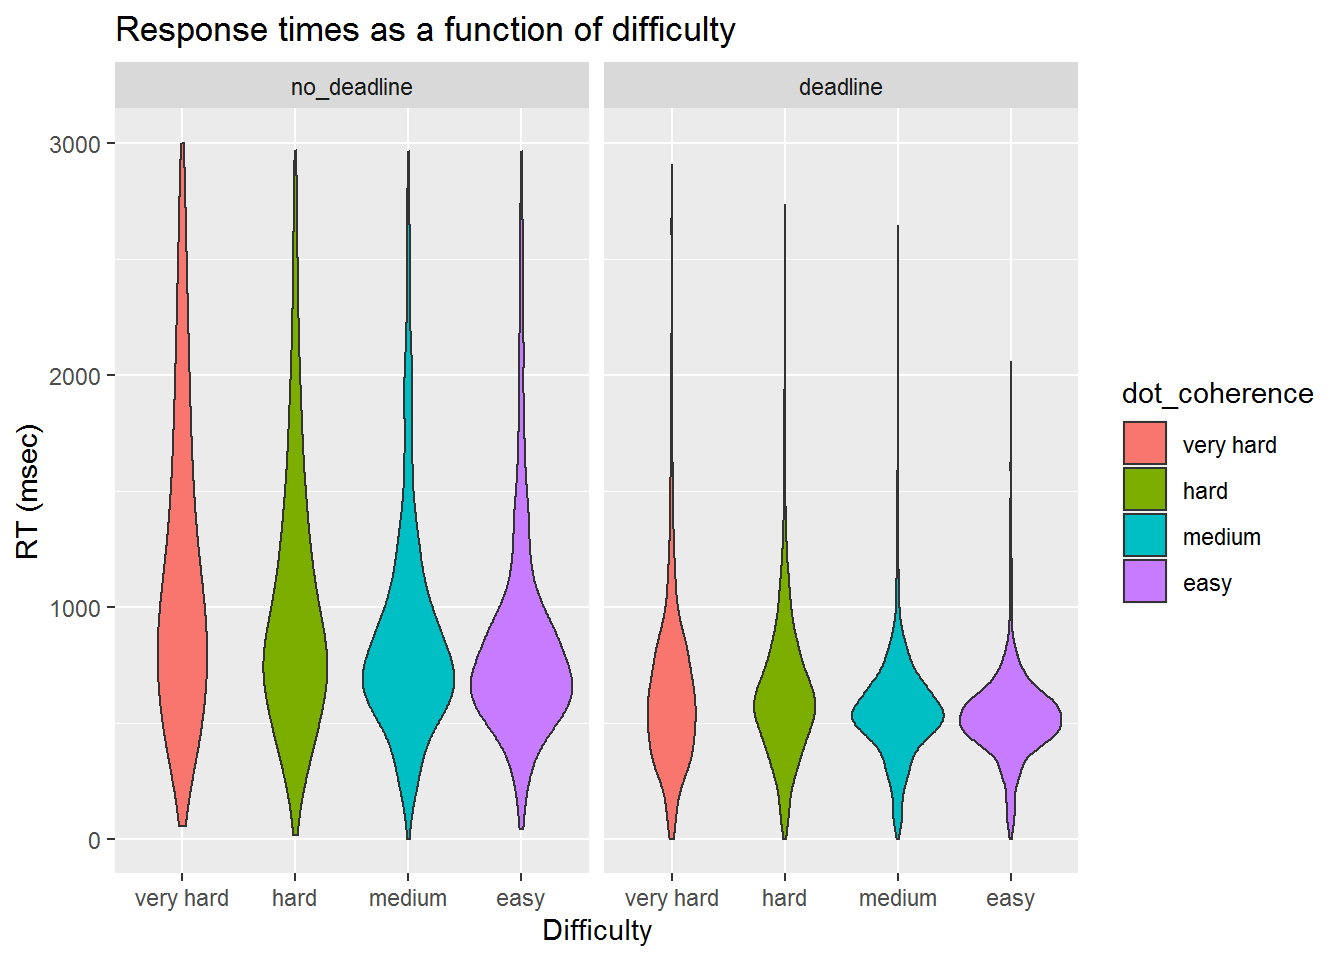 Response times as a function of difficulty
no_deadline
deadline
3000
2000
1000
0
RT (msec)
very hard
hard
medium
easy
very hard
hard
medium
easy
Difficulty
dot_coherence
very hard
hard
medium
easy